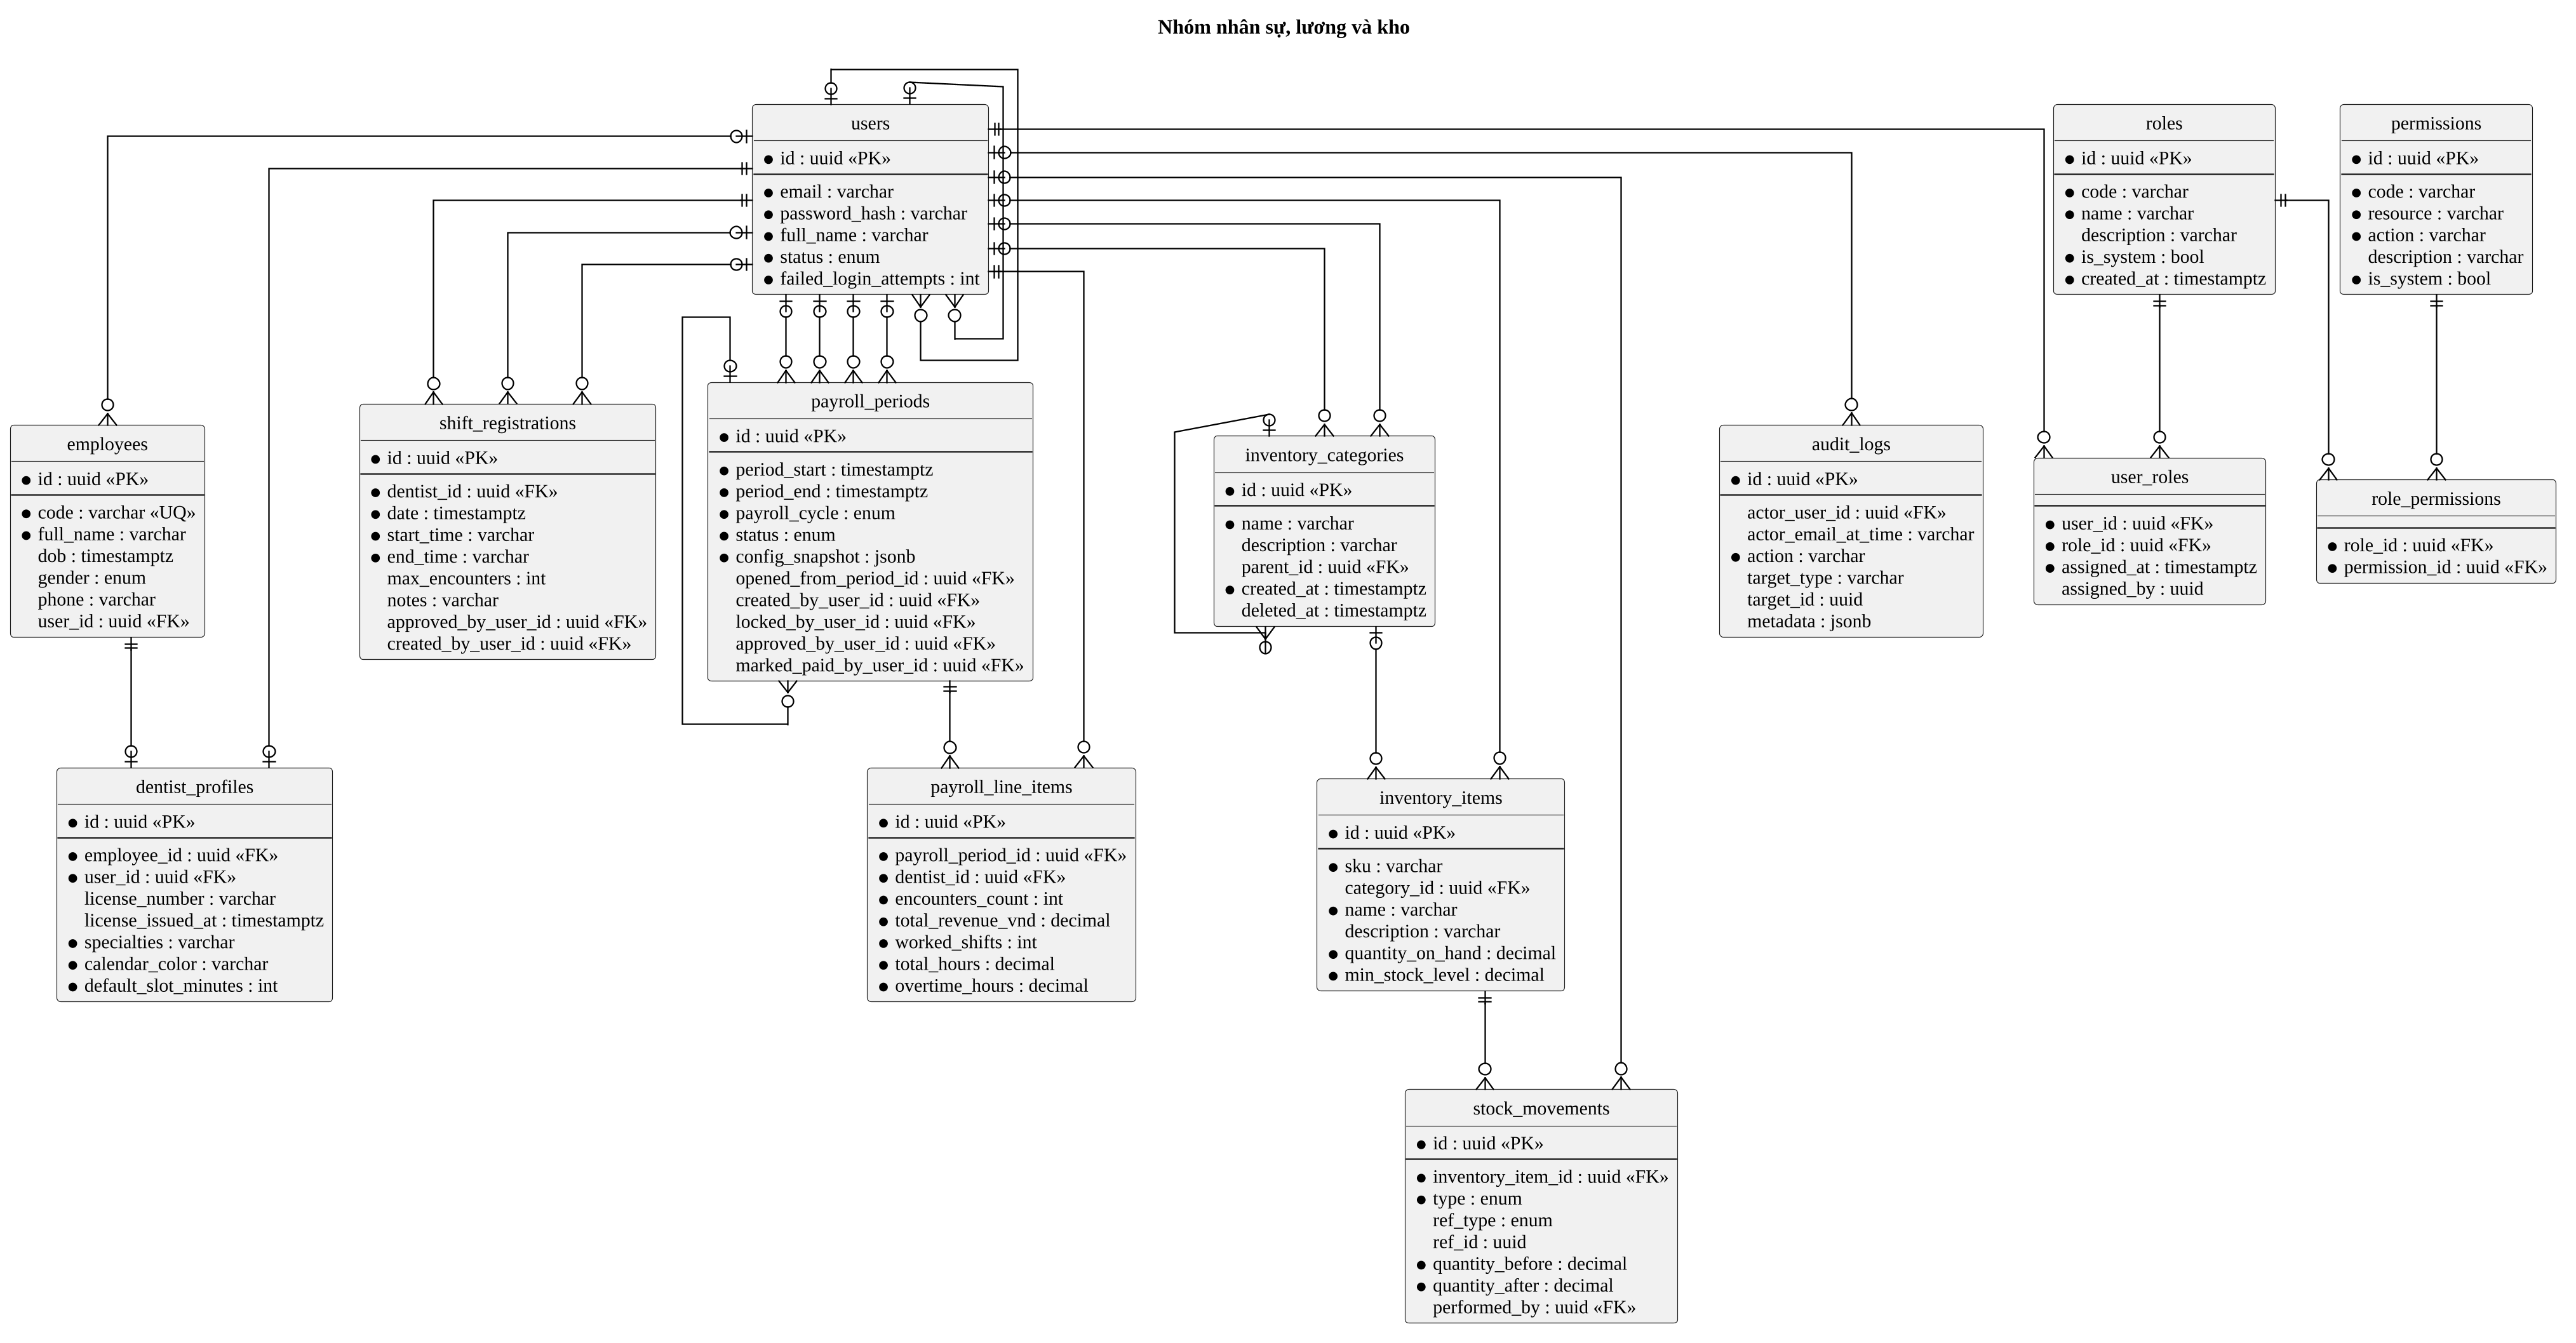 Nhóm nhân sự, lương và kho
users
id : uuid «PK»
email : varchar
password_hash : varchar
full_name : varchar
status : enum
failed_login_attempts : int
roles
id : uuid «PK»
code : varchar
name : varchar
description : varchar
is_system : bool
created_at : timestamptz
permissions
id : uuid «PK»
code : varchar
resource : varchar
action : varchar
description : varchar
is_system : bool
employees
id : uuid «PK»
code : varchar «UQ»
full_name : varchar
dob : timestamptz
gender : enum
phone : varchar
user_id : uuid «FK»
shift_registrations
id : uuid «PK»
dentist_id : uuid «FK»
date : timestamptz
start_time : varchar
end_time : varchar
max_encounters : int
notes : varchar
approved_by_user_id : uuid «FK»
created_by_user_id : uuid «FK»
payroll_periods
id : uuid «PK»
period_start : timestamptz
period_end : timestamptz
payroll_cycle : enum
status : enum
config_snapshot : jsonb
opened_from_period_id : uuid «FK»
created_by_user_id : uuid «FK»
locked_by_user_id : uuid «FK»
approved_by_user_id : uuid «FK»
marked_paid_by_user_id : uuid «FK»
inventory_categories
id : uuid «PK»
name : varchar
description : varchar
parent_id : uuid «FK»
created_at : timestamptz
deleted_at : timestamptz
audit_logs
id : uuid «PK»
actor_user_id : uuid «FK»
actor_email_at_time : varchar
action : varchar
target_type : varchar
target_id : uuid
metadata : jsonb
user_roles
user_id : uuid «FK»
role_id : uuid «FK»
assigned_at : timestamptz
assigned_by : uuid
role_permissions
role_id : uuid «FK»
permission_id : uuid «FK»
dentist_profiles
id : uuid «PK»
employee_id : uuid «FK»
user_id : uuid «FK»
license_number : varchar
license_issued_at : timestamptz
specialties : varchar
calendar_color : varchar
default_slot_minutes : int
payroll_line_items
id : uuid «PK»
payroll_period_id : uuid «FK»
dentist_id : uuid «FK»
encounters_count : int
total_revenue_vnd : decimal
worked_shifts : int
total_hours : decimal
overtime_hours : decimal
inventory_items
id : uuid «PK»
sku : varchar
category_id : uuid «FK»
name : varchar
description : varchar
quantity_on_hand : decimal
min_stock_level : decimal
stock_movements
id : uuid «PK»
inventory_item_id : uuid «FK»
type : enum
ref_type : enum
ref_id : uuid
quantity_before : decimal
quantity_after : decimal
performed_by : uuid «FK»